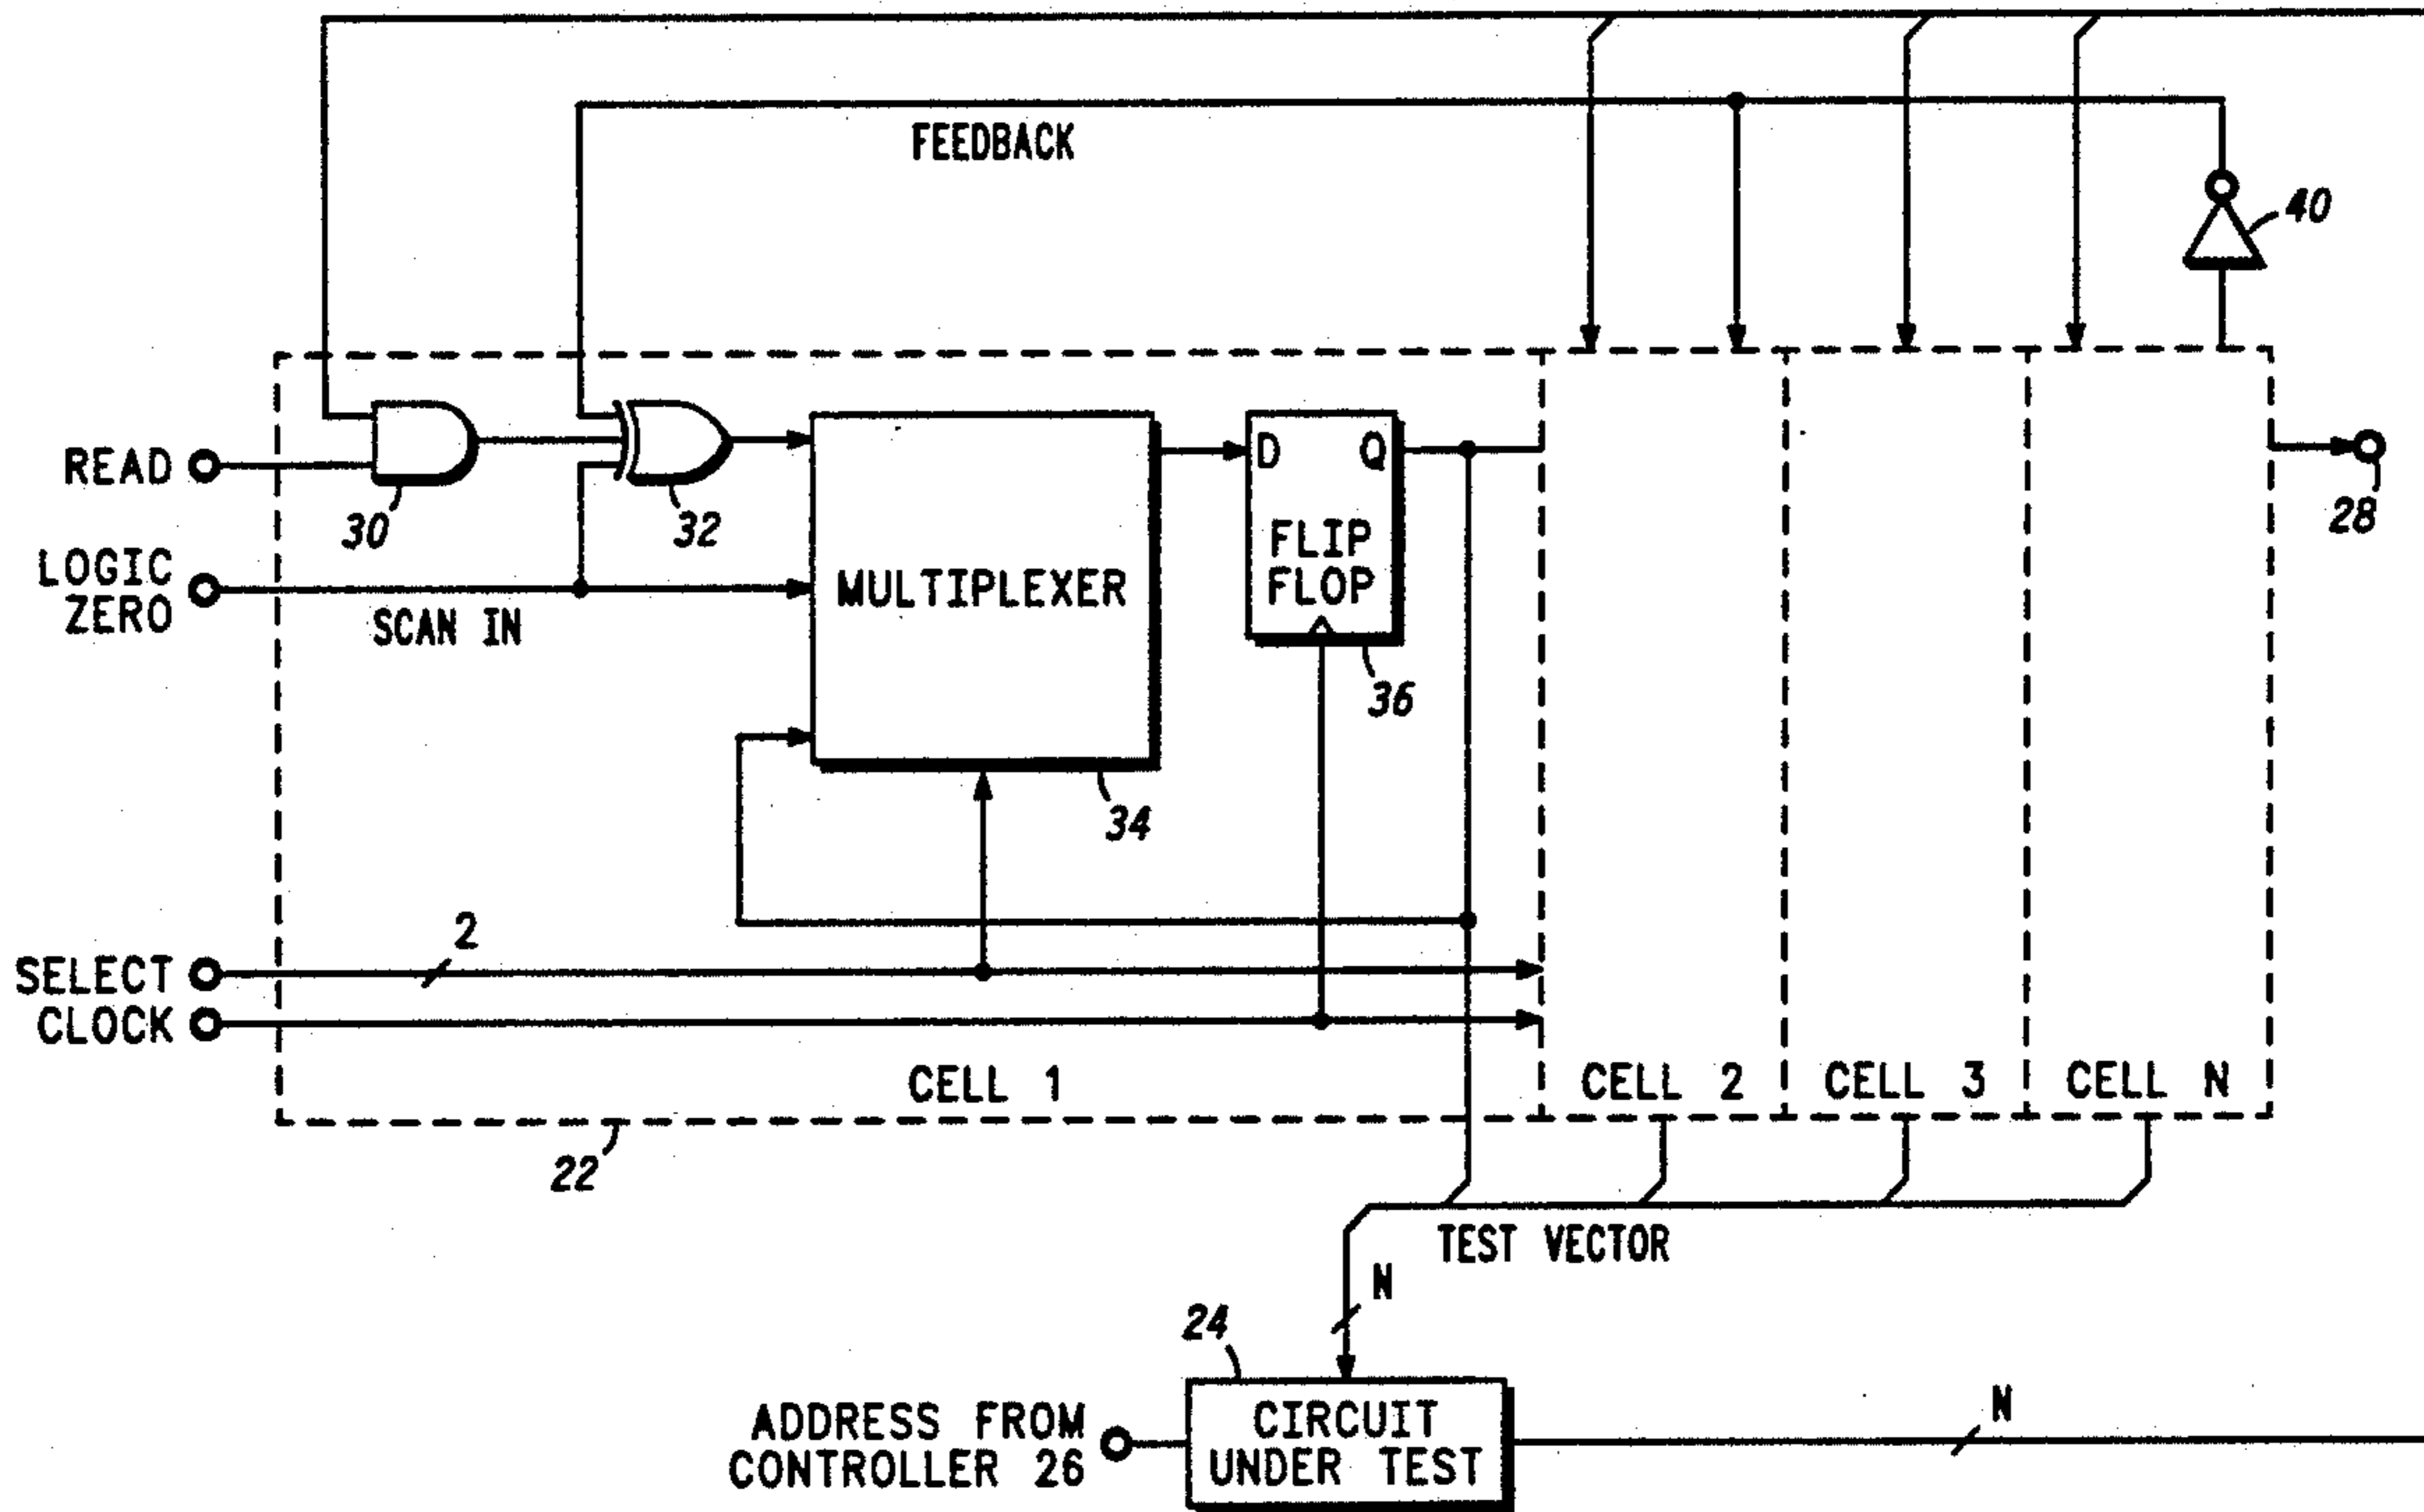 FEEDBACK
40
READ
30
32
28
LOGIC
ZERO
SCAN IN
MULTIPLEXER
D Q
FLIP
FLOP
36
34
2
SELECT
CLOCK
CELL 1
CELL 2
CELL 3
CELL N
22
TEST VECTOR
N
24
N
ADDRESS FROM
CONTROLLER 26
CIRCUIT
UNDER TEST